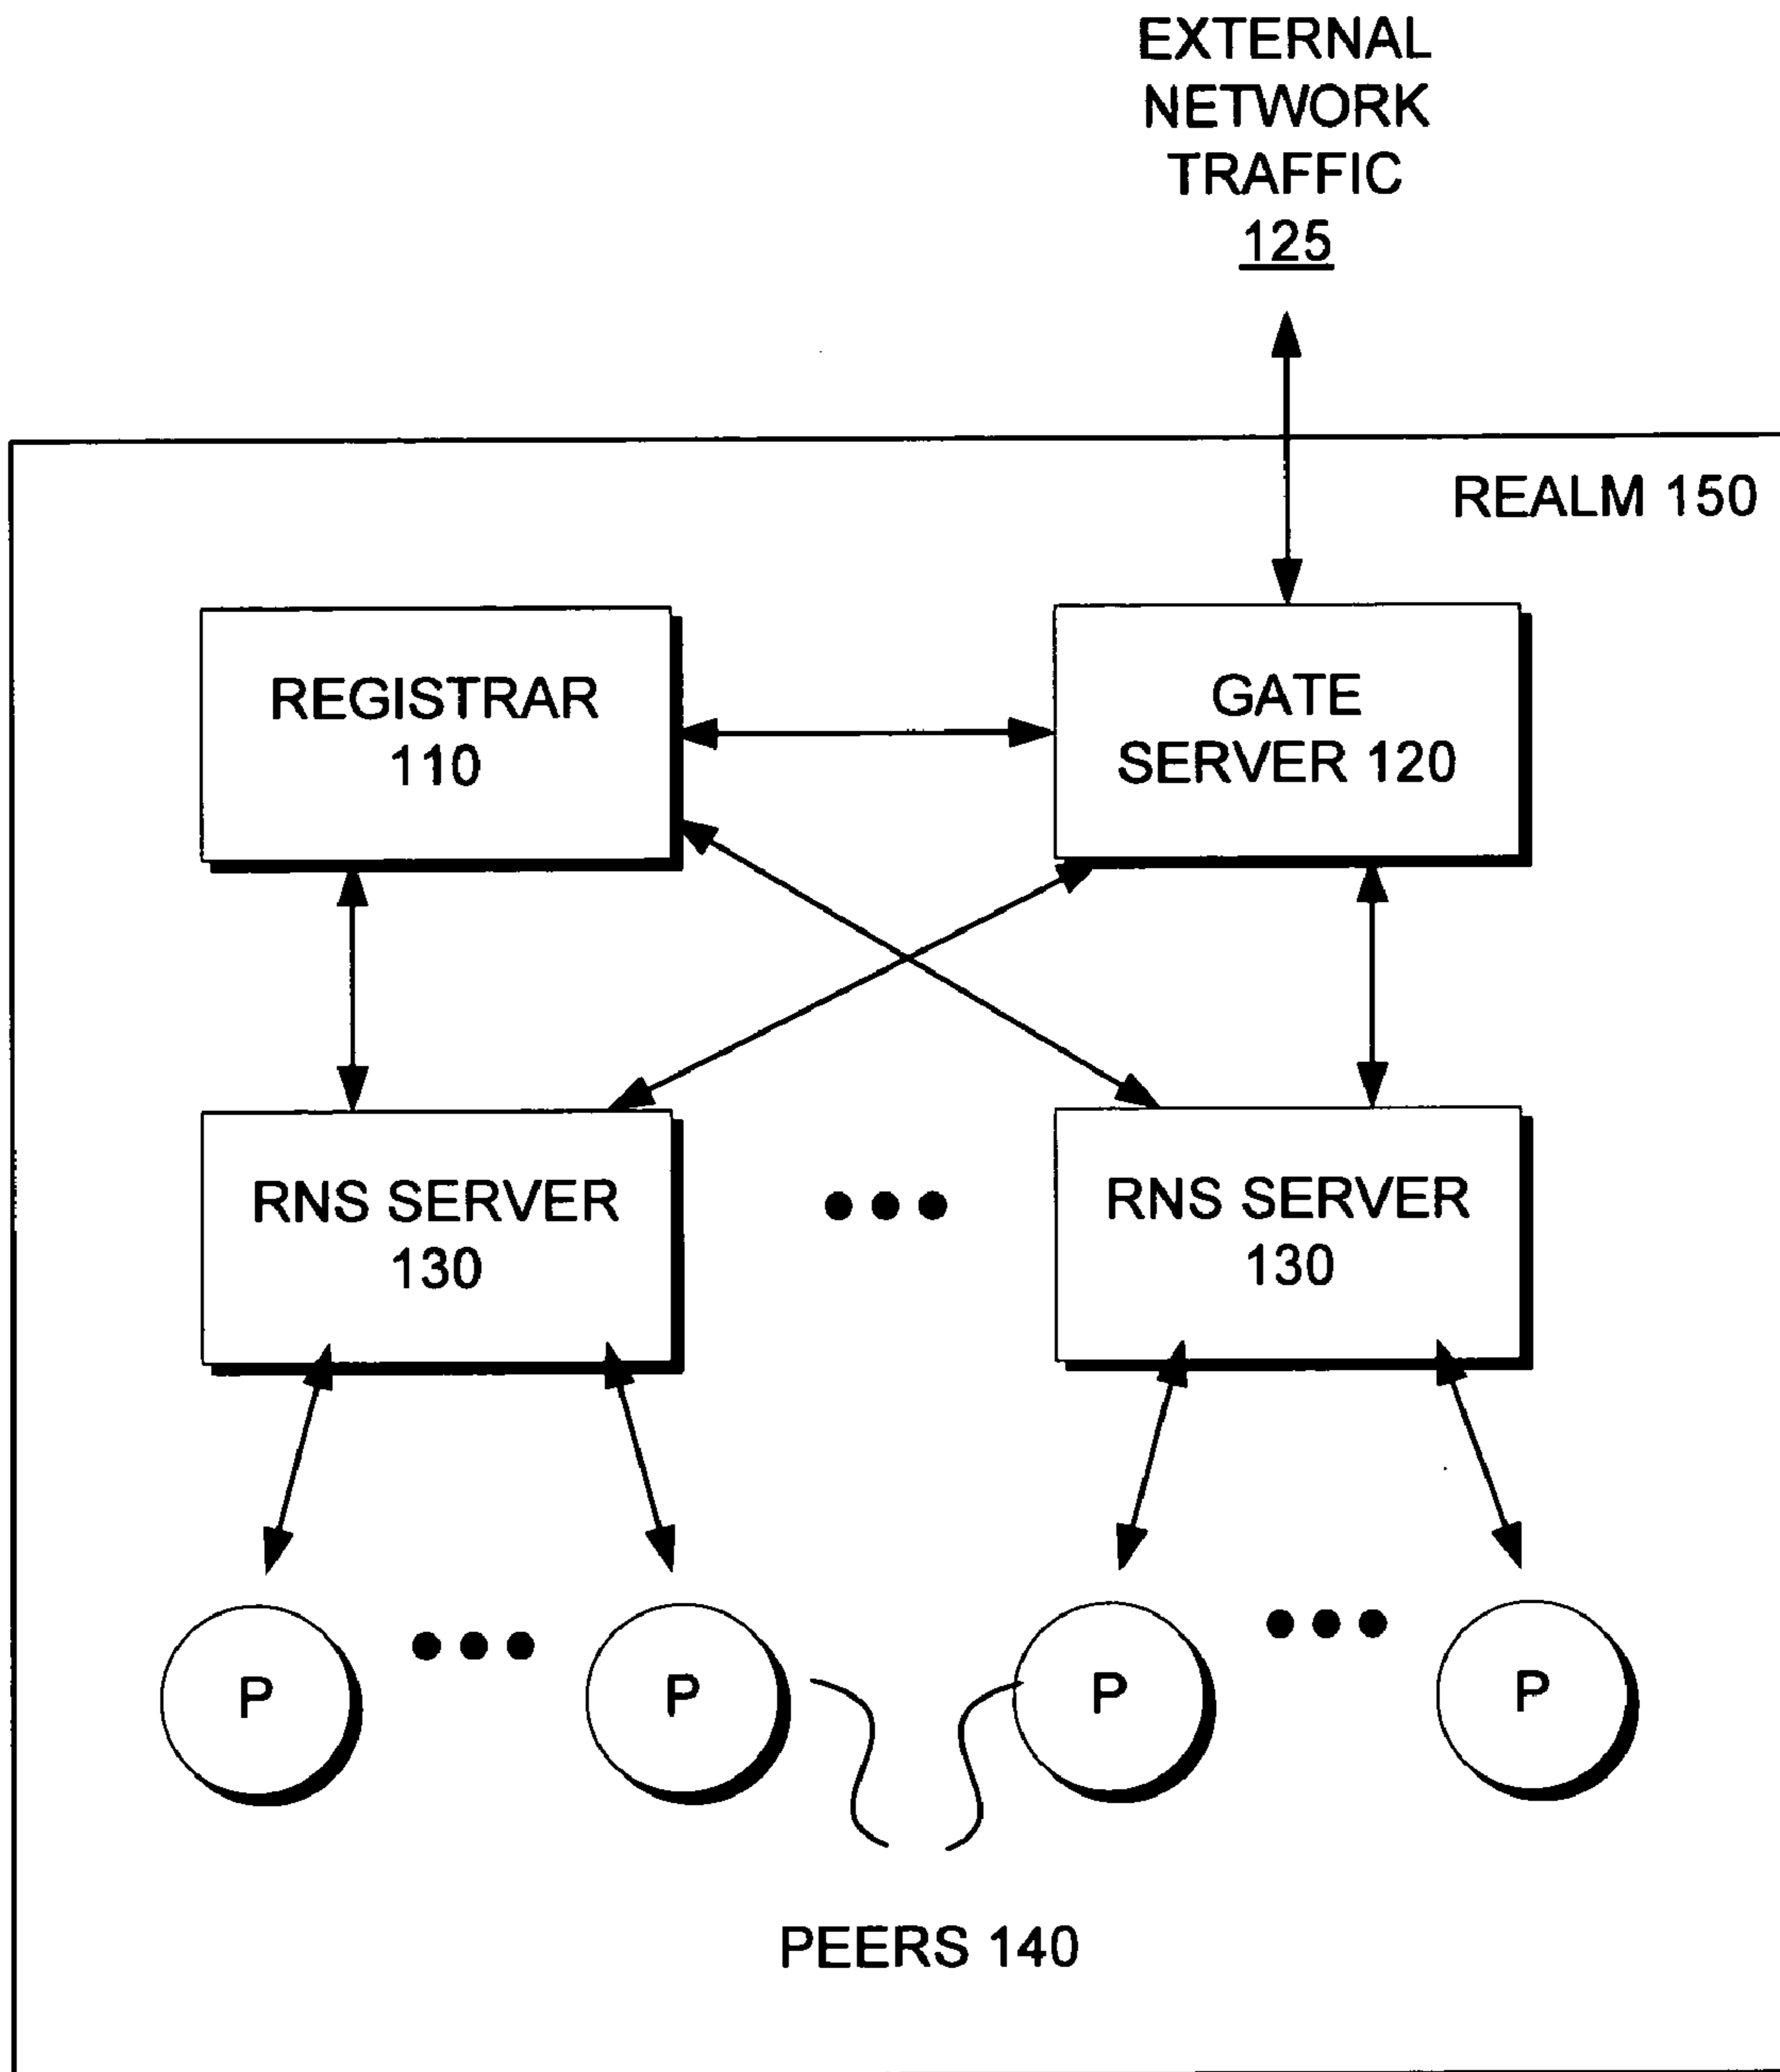 EXTERNAL
NETWORK
TRAFFIC
125
REALM 150
REGISTRAR
110
GATE
SERVER 120
RNS SERVER
130
RNS SERVER
130
P
P
P
P
PEERS 140